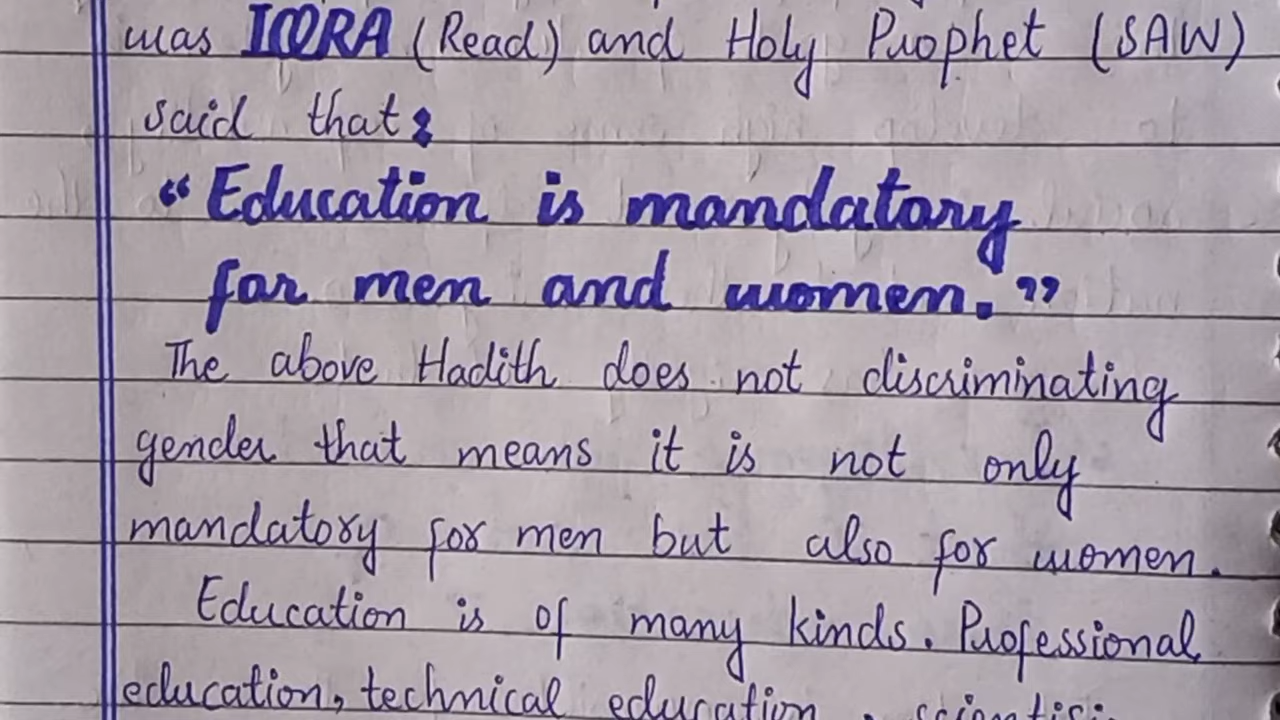 was IQRA (Read) and Holy Prophet (SAW)
said that:
“Education is mandatory
for men and women.”
The above Hadith does not discriminating
gender that means it is not only
mandatory for men but also for women.
Education is of many kinds. Professional
education, technical education,